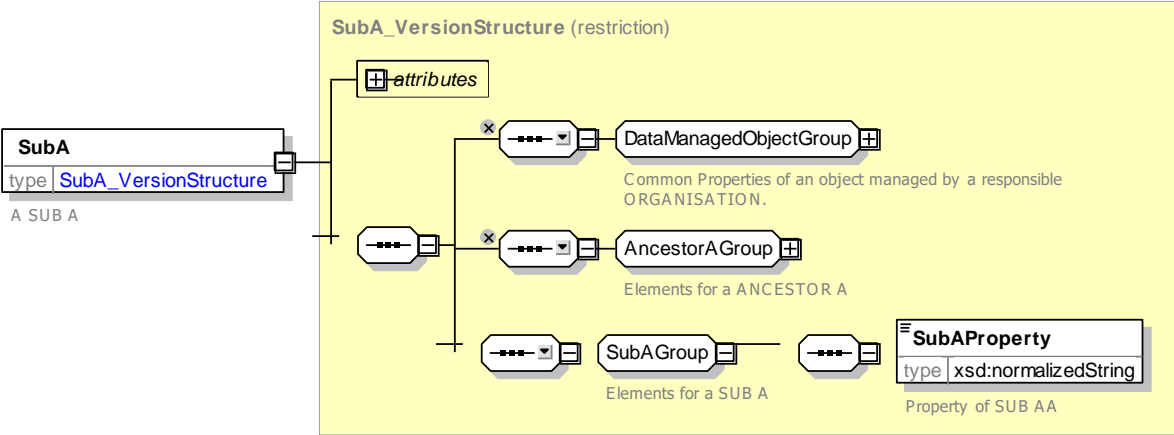 SubA_VersionStructure (restriction)
attributes
SubA
type SubA_VersionStructure
A SUB A
DataManagedObjectGroup
Common Properties of an object managed by a responsible
ORGANISATION.
AncestorAGroup
Elements for a ANCESTOR A
SubAGroup
Elements for a SUB A
SubAProperty
type xsd:normalizedString
Property of SUB AA